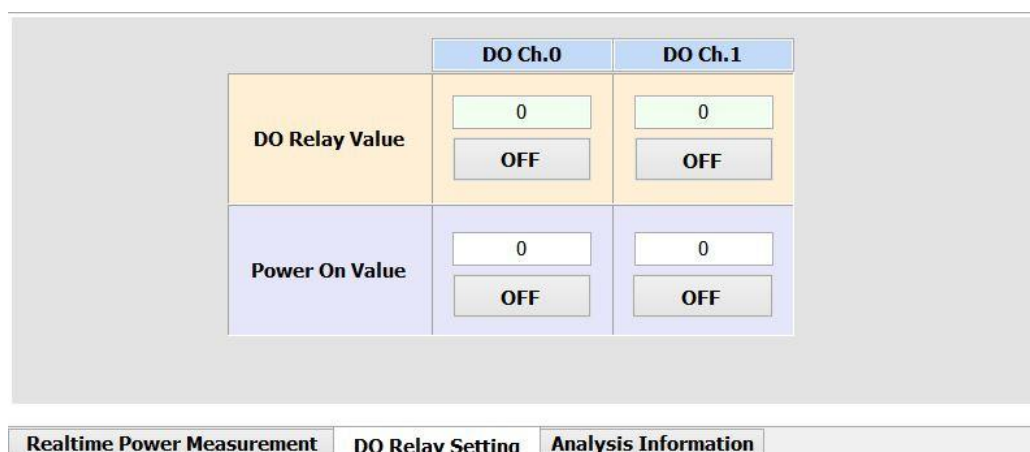 DO Ch.0 DO Ch.1
DO Relay Value
0 0
OFF OFF
Power On Value
0 0
OFF OFF
Realtime Power Measurement DO Relay Setting Analysis Information